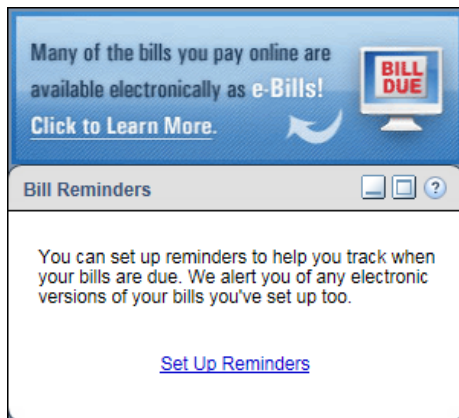 Many of the bills you pay online are
available electronically as e-Bills!
Click to Learn More.
BILL
DUE
Bill Reminders
?
You can set up reminders to help you track when
your bills are due. We alert you of any electronic
versions of your bills you've set up too.
Set Up Reminders